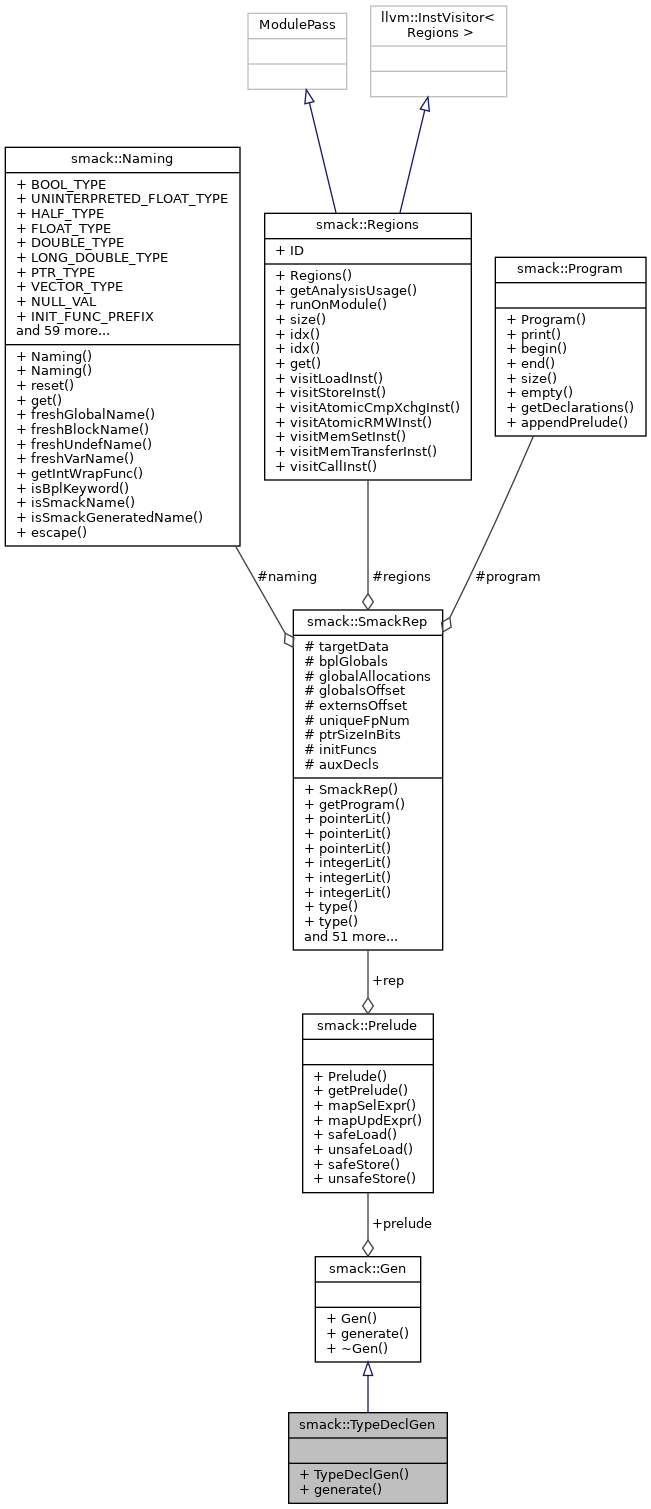 ModulePass
llvm::InstVisitor<
Regions >
smack::Naming
+ BOOL_TYPE
+ UNINTERPRETED_FLOAT_TYPE
+ HALF_TYPE
+ FLOAT_TYPE
+ DOUBLE_TYPE
+ LONG_DOUBLE_TYPE
+ PTR_TYPE
+ VECTOR_TYPE
+ NULL_VAL
+ INIT_FUNC_PREFIX
and 59 more...
+ Naming()
+ Naming()
+ reset()
+ get()
+ freshGlobalName()
+ freshBlockName()
+ freshUndefName()
+ freshVarName()
+ getIntWrapFunc()
+ isBplKeyword()
+ isSmackName()
+ isSmackGeneratedName()
+ escape()
smack::Regions
+ ID
+ Regions()
+ getAnalysisUsage()
+ runOnModule()
+ size()
+ idx()
+ idx()
+ get()
+ visitLoadInst()
+ visitStoreInst()
+ visitAtomicCmpXchgInst()
+ visitAtomicRMWInst()
+ visitMemSetInst()
+ visitMemTransferInst()
+ visitCallInst()
smack::Program
+ Program()
+ print()
+ begin()
+ end()
+ size()
+ empty()
+ getDeclarations()
+ appendPrelude()
#naming
#regions
#program
smack::SmackRep
# targetData
# bplGlobals
# globalAllocations
# globalsOffset
# externsOffset
# uniqueFpNum
# ptrSizeInBits
# initFuncs
# auxDecls
+ SmackRep()
+ getProgram()
+ pointerLit()
+ pointerLit()
+ pointerLit()
+ integerLit()
+ integerLit()
+ integerLit()
+ type()
+ type()
and 51 more...
+rep
smack::Prelude
+ Prelude()
+ getPrelude()
+ mapSelExpr()
+ mapUpdExpr()
+ safeLoad()
+ unsafeLoad()
+ safeStore()
+ unsafeStore()
+prelude
smack::Gen
+ Gen()
+ generate()
+ ~Gen()
smack::TypeDeclGen
+ TypeDeclGen()
+ generate()